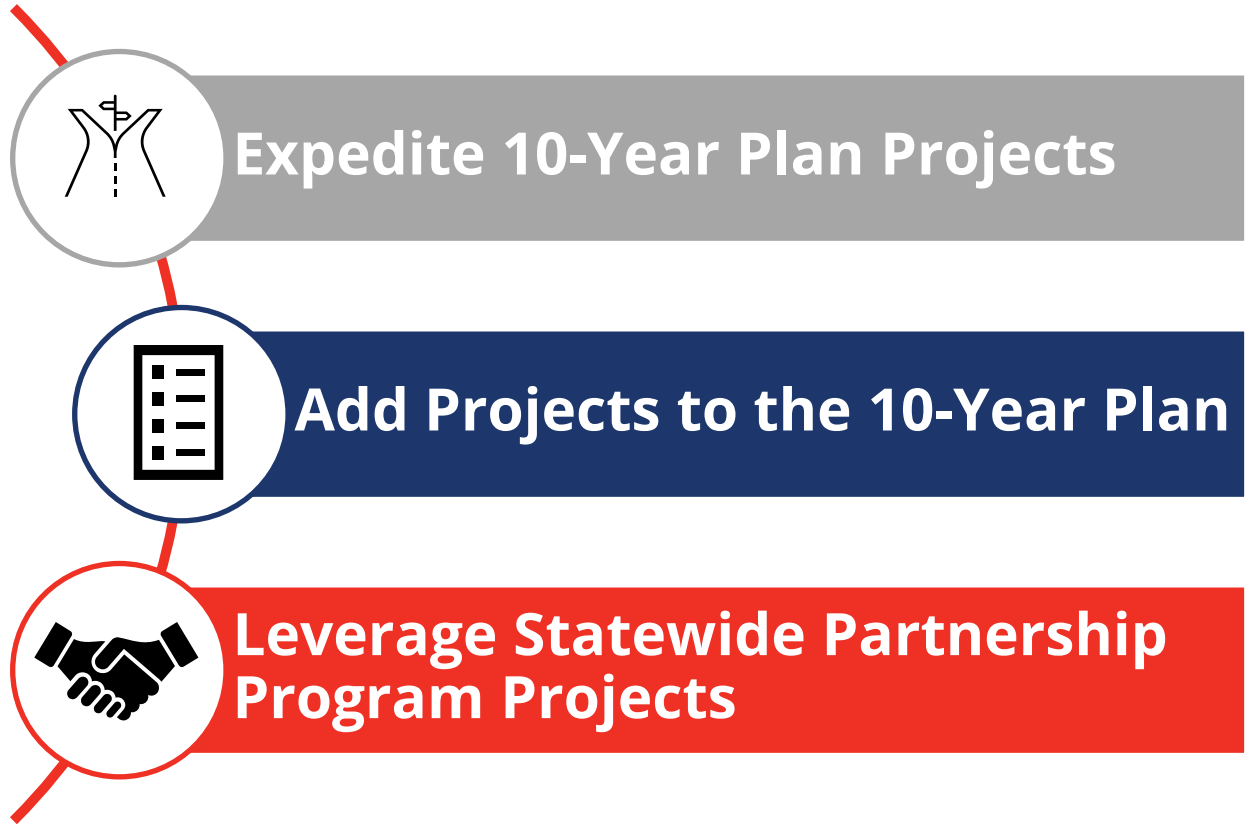 Expedite 10-Year Plan Projects
Add Projects to the 10-Year Plan
Leverage Statewide Partnership
Program Projects